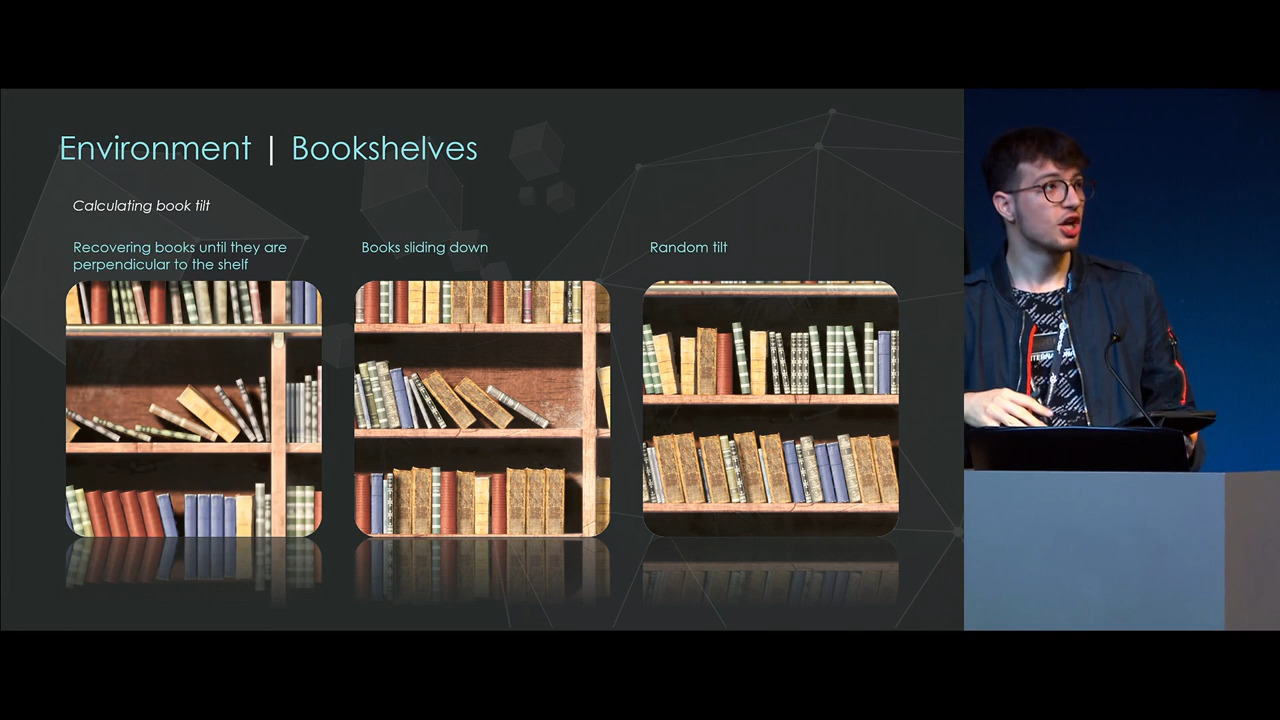 Environment | Bookshelves
Calculating book tilt
Recovering books until they are
perpendicular to the shelf
Books sliding down
Random tilt